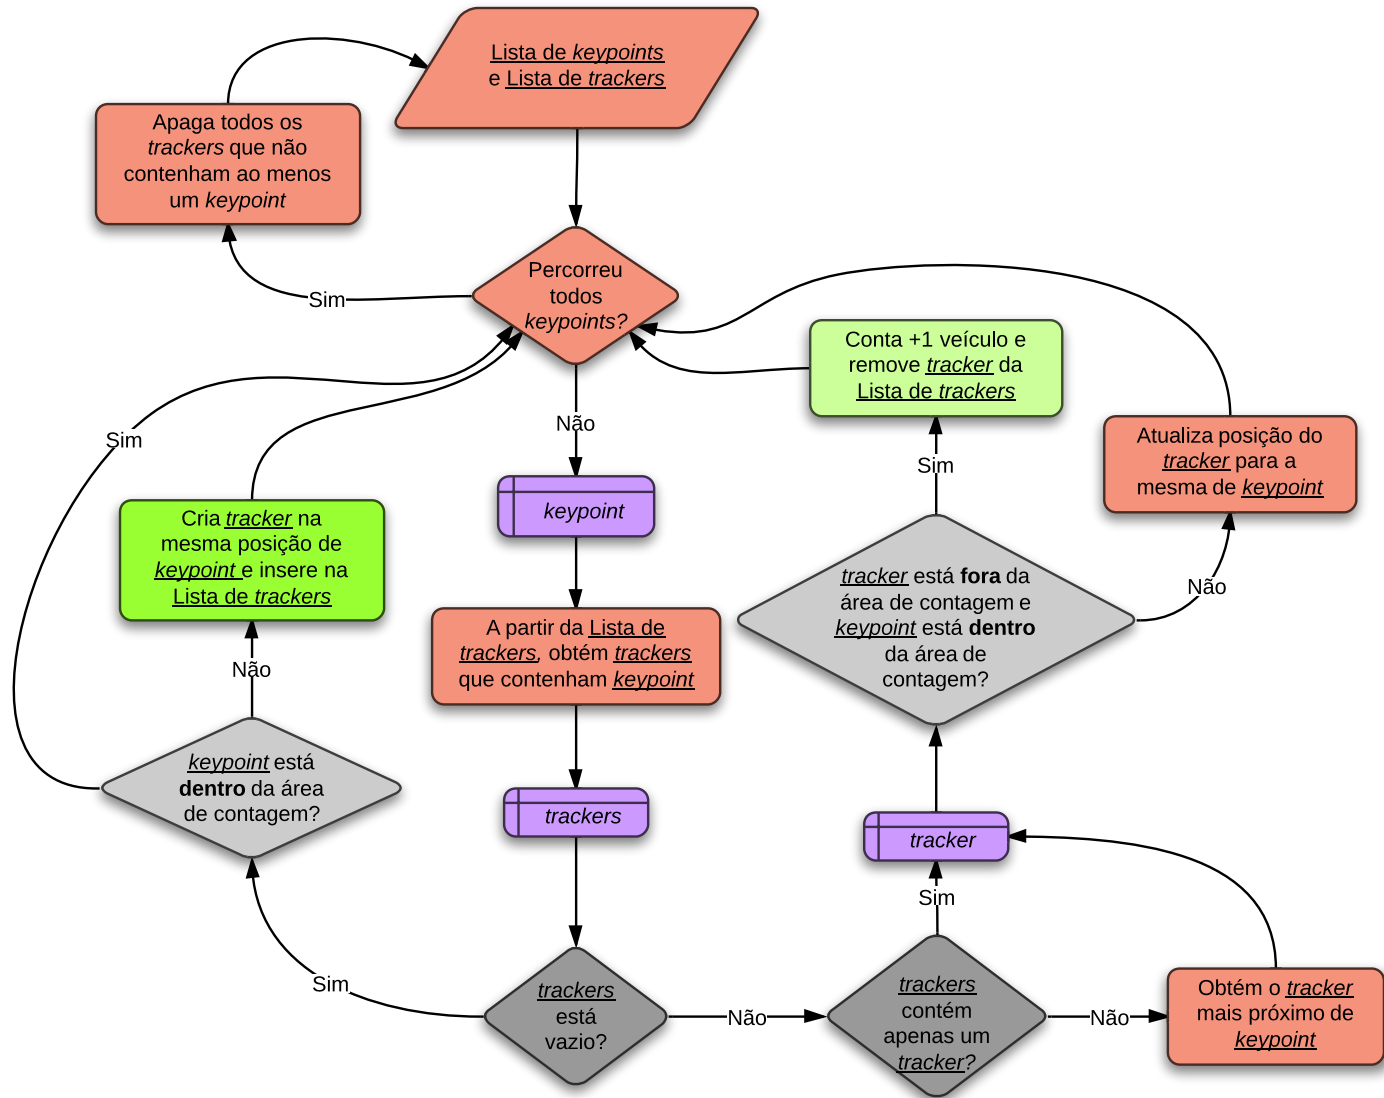 Lista de keypoints
e Lista de trackers
Apaga todos os
trackers que não
contenham ao menos
um keypoint
Percorreu
todos
keypoints?
Sim
Não
Conta +1 veículo e
remove tracker da
Lista de trackers
Sim
Atualiza posição do
tracker para a
mesma de keypoint
Não
Sim
Cria tracker na
mesma posição de
keypoint e insere na
Lista de trackers
Não
keypoint
tracker está fora da
área de contagem e
keypoint está dentro
da área de
contagem?
A partir da Lista de
trackers, obtém trackers
que contenham keypoint
keypoint está
dentro da área
de contagem?
trackers
tracker
Sim
Sim
trackers
está
vazio?
Não
trackers
contém
apenas um
tracker?
Não
Obtém o tracker
mais próximo de
keypoint